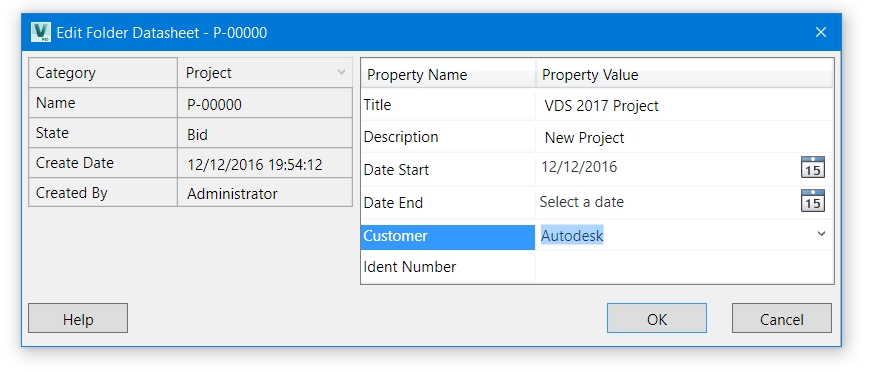 Edit Folder Datasheet - P-00000
Category Project
Name P-00000
State Bid
Create Date 12/12/2016 19:54:12
Created By Administrator
Property Name Property Value
Title VDS 2017 Project
Description New Project
Date Start 12/12/2016 15
Date End Select a date 15
Customer Autodesk
Ident Number
Help OK Cancel